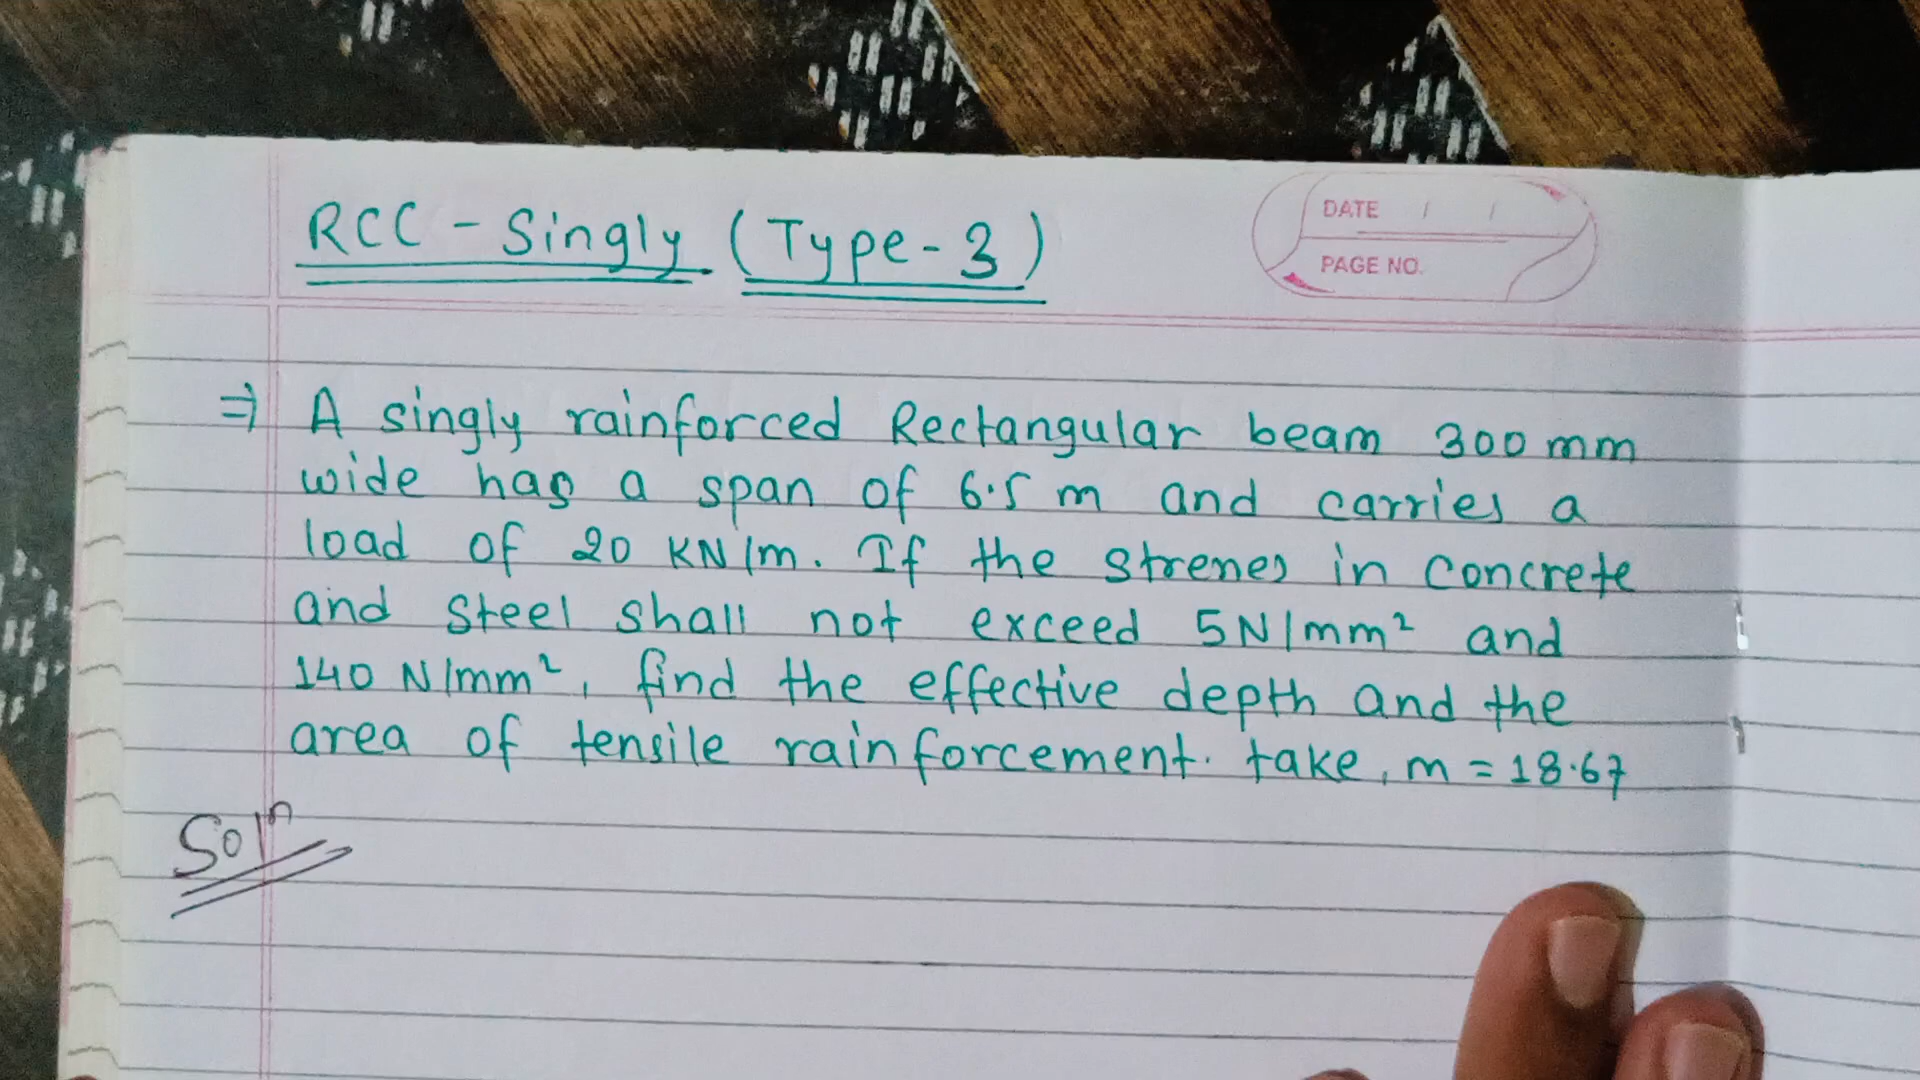 RCC - Singly (Type-3)
DATE / /
PAGE NO.
⇒ A singly rainforced Rectangular beam 300 mm
wide has a span of 6.5 m and carries a
load of 20 KN/m. If the strenes in concrete
and steel shall not exceed 5N/mm² and
140 N/mm², find the effective depth and the
area of tensile rainforcement. take, m = 18.67
Solⁿ